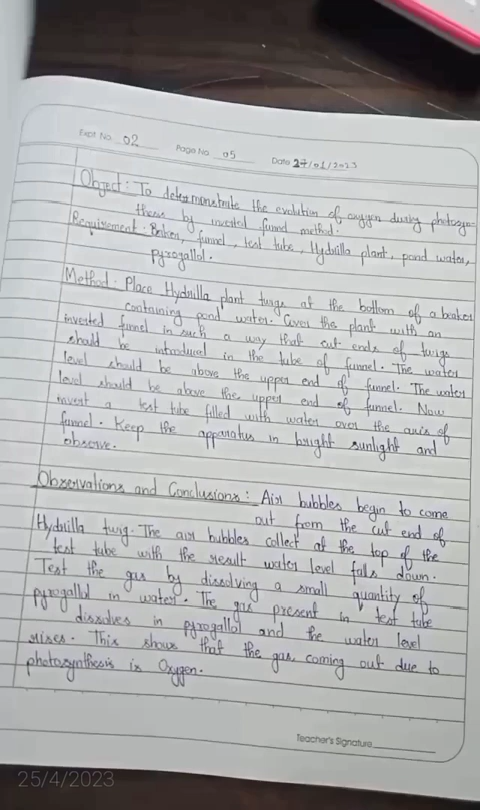 Expt No. 02 Page No. 05 Date 27/01/2023
Object: To determonstrate the evolution of oxygen during photosyn-
thesis by invested funnel method.
Requirement: Beaker, funnel, test tube, Hydrilla plant, pond water,
pyrogallol.
Method: Place Hydrilla plant twigs at the bottom of a beaker
containing pond water. Cover the plant with an
invested funnel in such a way that cut ends of twigs
should be introduced in the tube of funnel. The water
level should be above the upper end of funnel. The water
level should be above the upper end of funnel. Now
invest a test tube filled with water over the axis of
funnel. Keep the apparatus in bright sunlight and
observe.
Observations and Conclusions: Air bubbles begin to come
out from the cut end of
Hydrilla twig. The air bubbles collect at the top of the
test tube with the result water level falls down.
Test the gas by dissolving a small quantity of
pyrogallol in water. The gas present in test tube
dissolves in pyrogallol and the water level
rises. This shows that the gas coming out due to
photosynthesis is Oxygen.
Teacher's Signature
25/4/2023